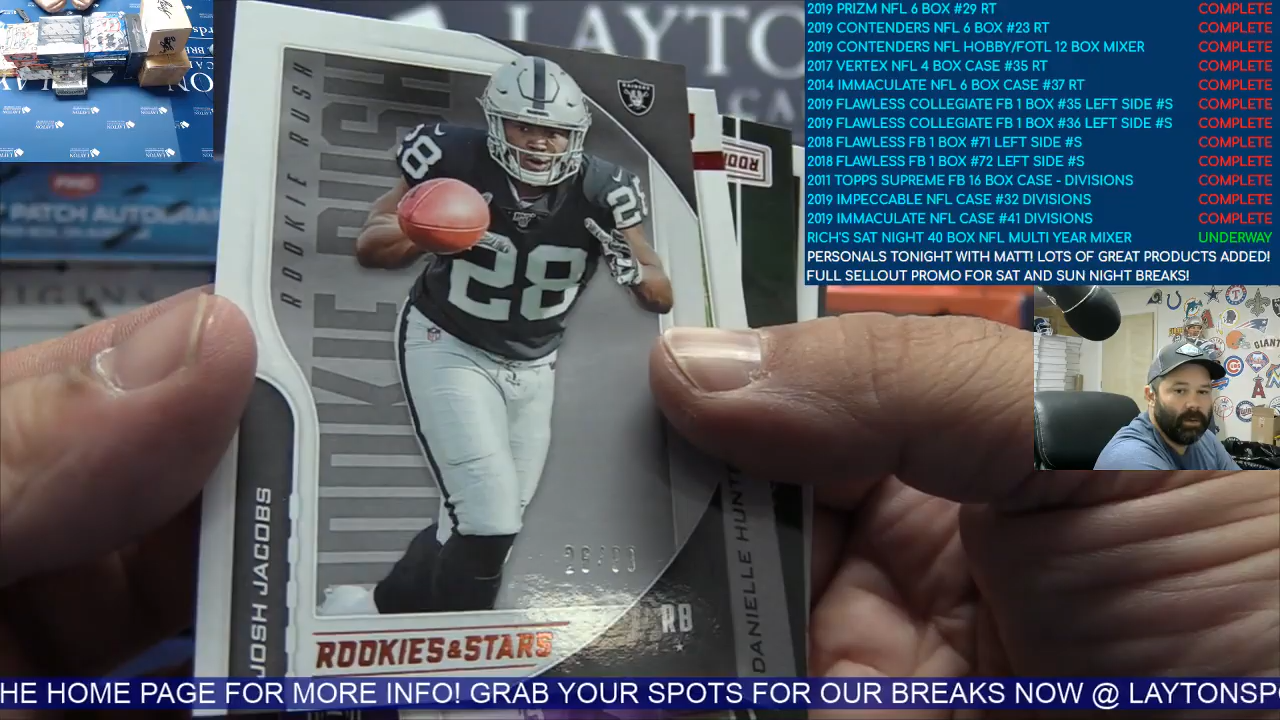 2019 PRIZM NFL 6 BOX #29 RT COMPLETE
2019 CONTENDERS NFL 6 BOX #23 RT COMPLETE
2019 CONTENDERS NFL HOBBY/FOTL 12 BOX MIXER COMPLETE
2017 VERTEX NFL 4 BOX CASE #35 RT COMPLETE
2014 IMMACULATE NFL 6 BOX CASE #37 RT COMPLETE
2019 FLAWLESS COLLEGIATE FB 1 BOX #35 LEFT SIDE #S COMPLETE
2019 FLAWLESS COLLEGIATE FB 1 BOX #36 LEFT SIDE #S COMPLETE
2018 FLAWLESS FB 1 BOX #71 LEFT SIDE #S COMPLETE
2018 FLAWLESS FB 1 BOX #72 LEFT SIDE #S COMPLETE
2011 TOPPS SUPREME FB 16 BOX CASE - DIVISIONS COMPLETE
2019 IMPECCABLE NFL CASE #32 DIVISIONS COMPLETE
2019 IMMACULATE NFL CASE #41 DIVISIONS COMPLETE
RICH'S SAT NIGHT 40 BOX NFL MULTI YEAR MIXER UNDERWAY
PERSONALS TONIGHT WITH MATT! LOTS OF GREAT PRODUCTS ADDED!
FULL SELLOUT PROMO FOR SAT AND SUN NIGHT BREAKS!
LAYTON
PATCH AUTOGRA
ROOKIE RUSH
RAIDERS
28
28
28
JOSH JACOBS
RB
ROOKIES & STARS
DANIELLE HUNT
GIANT
HE HOME PAGE FOR MORE INFO! GRAB YOUR SPOTS FOR OUR BREAKS NOW @ LAYTONSPO